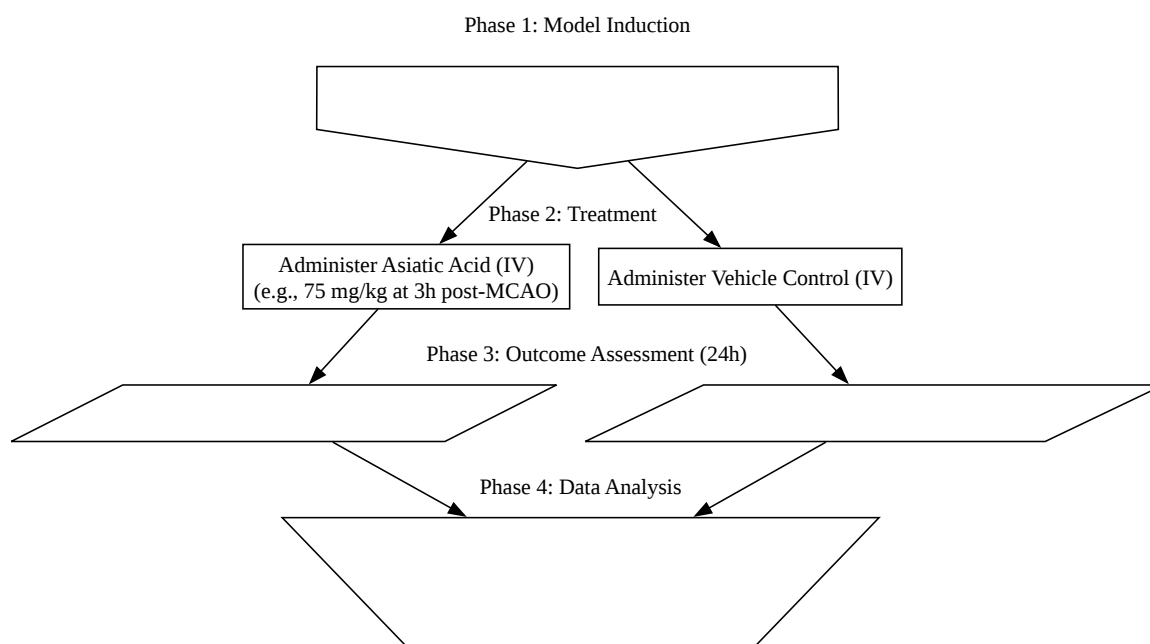 Phase 1: Model Induction
Phase 2: Treatment
Administer Asiatic Acid (IV)
(e.g., 75 mg/kg at 3h post-MCAO)
Administer Vehicle Control (IV)
Phase 3: Outcome Assessment (24h)
Phase 4: Data Analysis